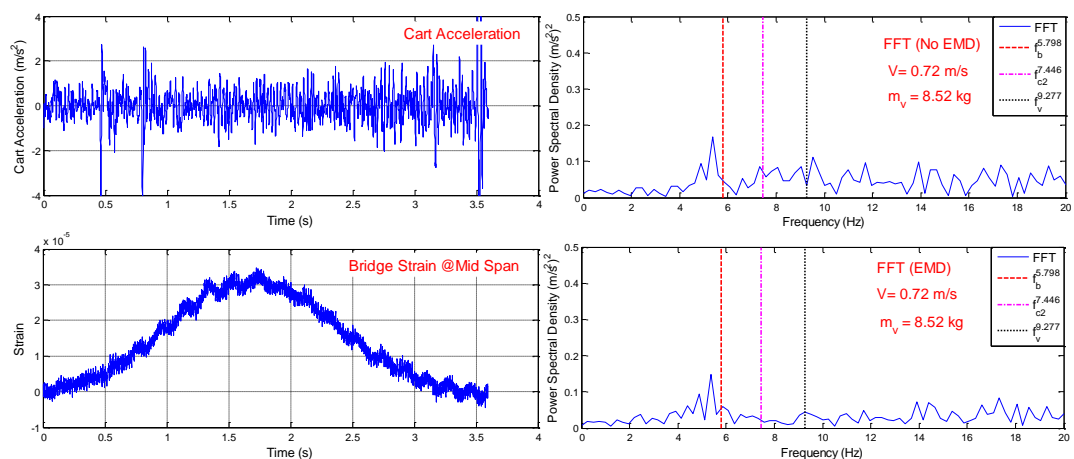 Cart Acceleration
Cart Acceleration (m/s²)
4
2
0
-2
-4
0 0.5 1 1.5 2 2.5 3 3.5 4
Time (s)
FFT (No EMD)
V= 0.72 m/s
m_v = 8.52 kg
FFT
f_b^5.798
f_c2^7.446
f_v^9.277
Power Spectral Density (m/s²)²
0.5
0.4
0.3
0.2
0.1
0
0 2 4 6 8 10 12 14 16 18 20
Frequency (Hz)
x 10⁻⁵
Bridge Strain @Mid Span
Strain
4
3
2
1
0
-1
0 0.5 1 1.5 2 2.5 3 3.5 4
Time (s)
FFT (EMD)
V= 0.72 m/s
m_v = 8.52 kg
FFT
f_b^5.798
f_c2^7.446
f_v^9.277
Power Spectral Density (m/s²)²
0.5
0.4
0.3
0.2
0.1
0
0 2 4 6 8 10 12 14 16 18 20
Frequency (Hz)